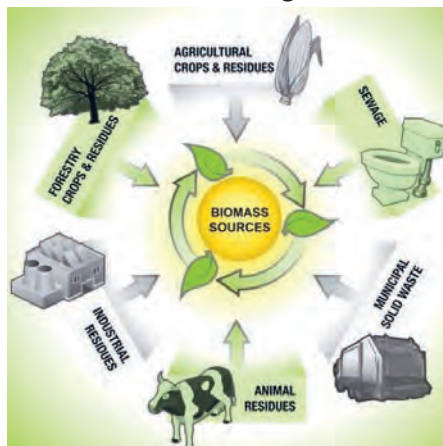 AGRICULTURAL
CROPS & RESIDUES
SEWAGE
FORESTRY
CROPS & RESIDUES
BIOMASS
SOURCES
MUNICIPAL
SOLID WASTE
INDUSTRIAL
RESIDUES
ANIMAL
RESIDUES